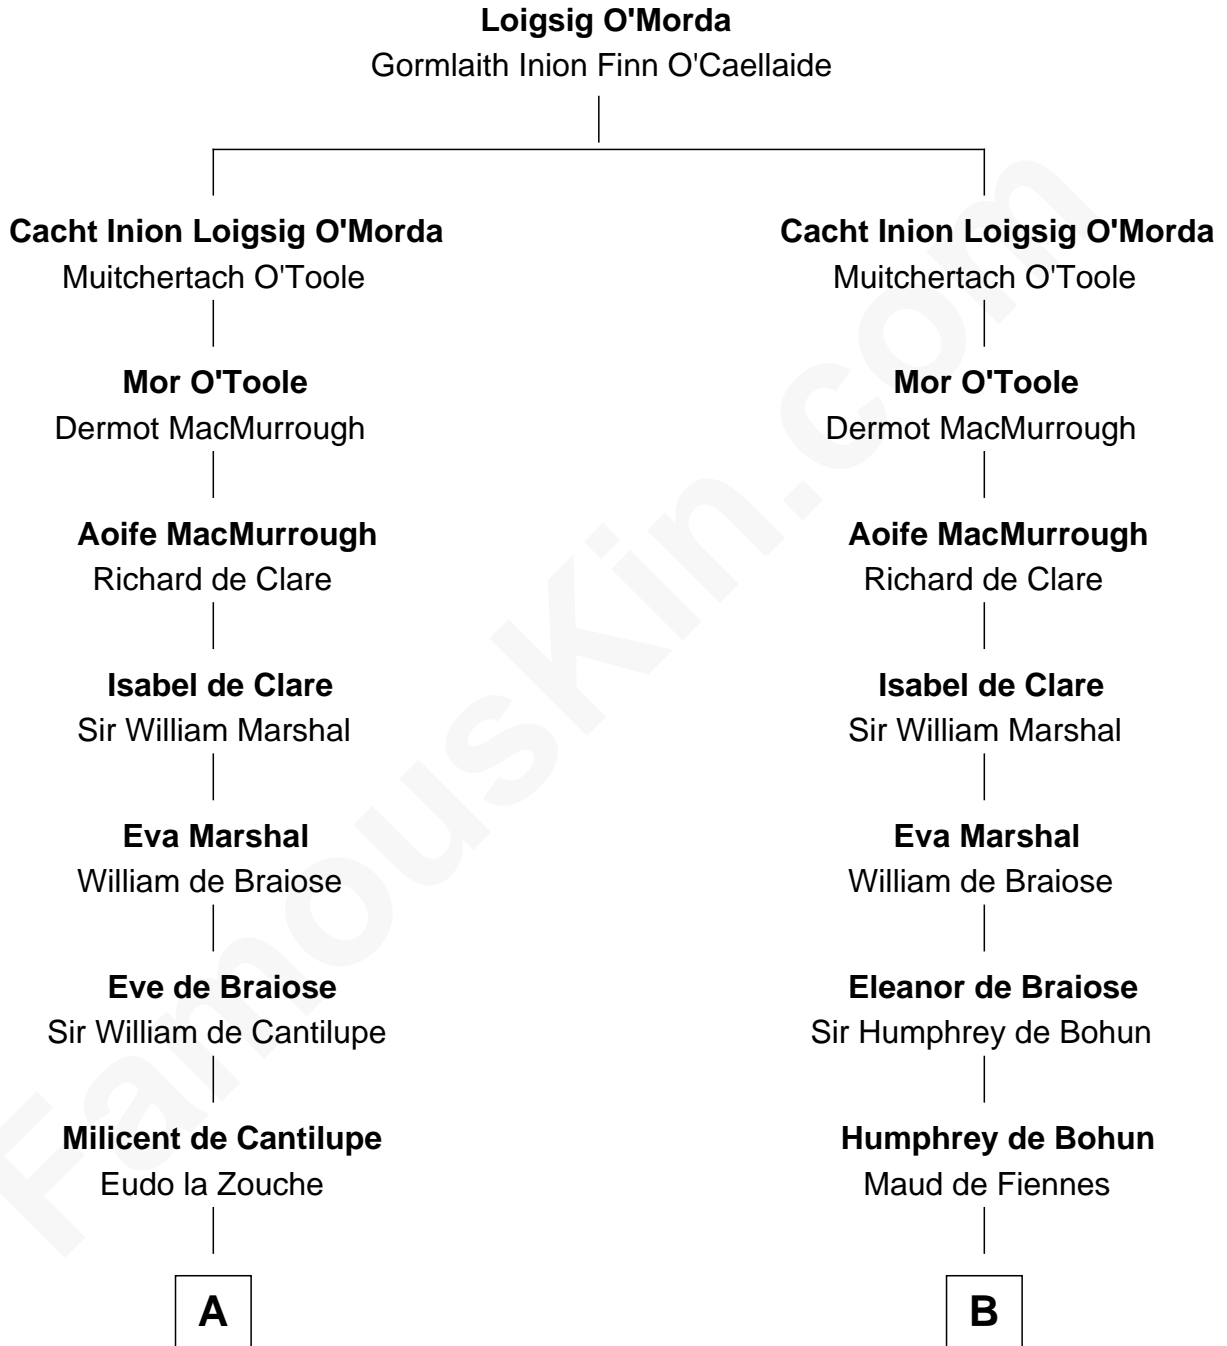 Loigsig O'Morda
Gormlaith Inion Finn O'Caellaide
Cacht Inion Loigsig O'Morda
Muitchertach O'Toole
Mor O'Toole
Dermot MacMurrough
Aoife MacMurrough
Richard de Clare
Isabel de Clare
Sir William Marshal
Eva Marshal
William de Braiose
Eve de Braiose
Sir William de Cantilupe
Milicent de Cantilupe
Eudo la Zouche
A
Cacht Inion Loigsig O'Morda
Muitchertach O'Toole
Mor O'Toole
Dermot MacMurrough
Aoife MacMurrough
Richard de Clare
Isabel de Clare
Sir William Marshal
Eva Marshal
William de Braiose
Eleanor de Braiose
Sir Humphrey de Bohun
Humphrey de Bohun
Maud de Fiennes
B
FamousKin.com